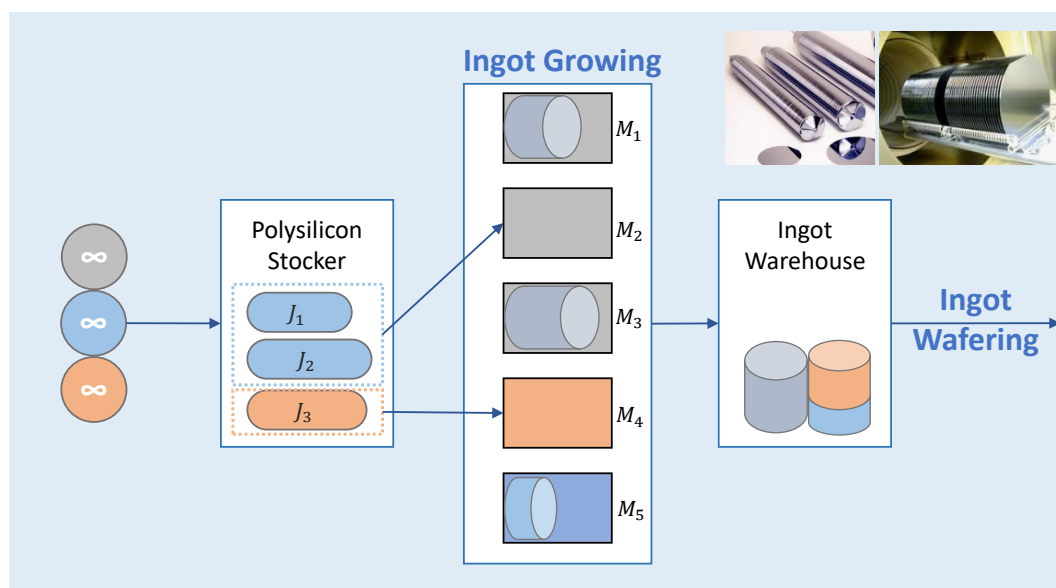 Ingot Growing
M₁
M₂
M₃
M₄
M₅
∞
∞
∞
Polysilicon
Stocker
J₁
J₂
J₃
Ingot
Warehouse
Ingot
Wafering